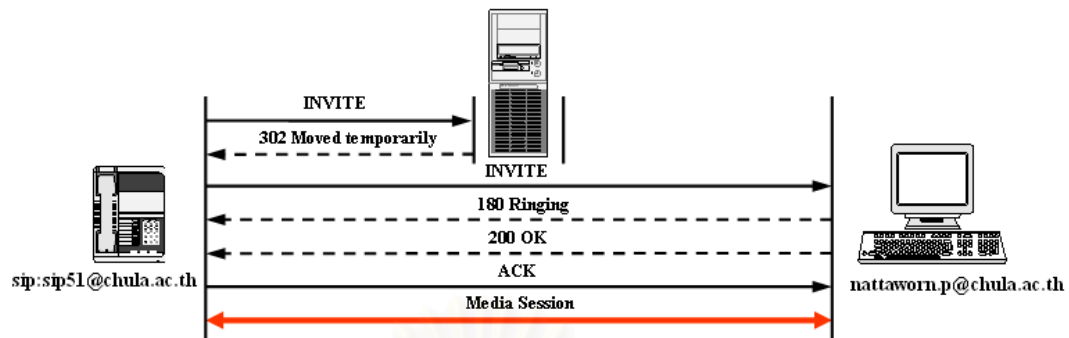 INVITE
302 Moved temporarily
INVITE
180 Ringing
200 OK
ACK
Media Session
sip:sip51@chula.ac.th
nattaworn.p@chula.ac.th